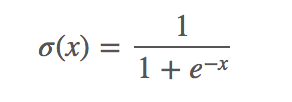 σ(x) = 1 / (1 + e^{-x})